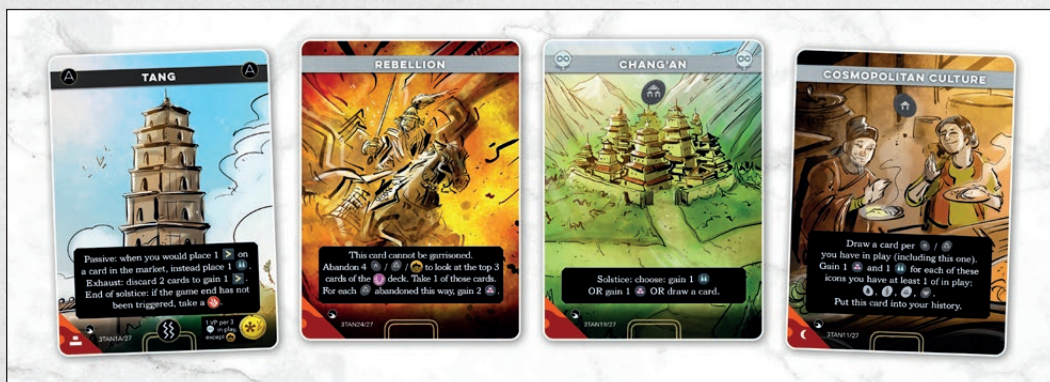 TANG
Passive: when you would place 1 on
a card in the market, instead place 1 .
Exhaust: discard 2 cards to gain 1 .
End of solstice: if the game end has not
been triggered, take a .
1 VP per 3
in play,
except
3TAN1A/27
REBELLION
This card cannot be garrisoned.
Abandon 4 / / to look at the top 3
cards of the deck. Take 1 of those cards.
For each abandoned this way, gain 2 .
3TAN24/27
CHANG'AN
Solstice: choose: gain 1
OR gain 1 OR draw a card.
3TAN19/27
COSMOPOLITAN CULTURE
Draw a card per /
you have in play (including this one).
Gain 1 and 1 for each of these
icons you have at least 1 of in play:
, , , .
Put this card into your history.
3TAN11/27